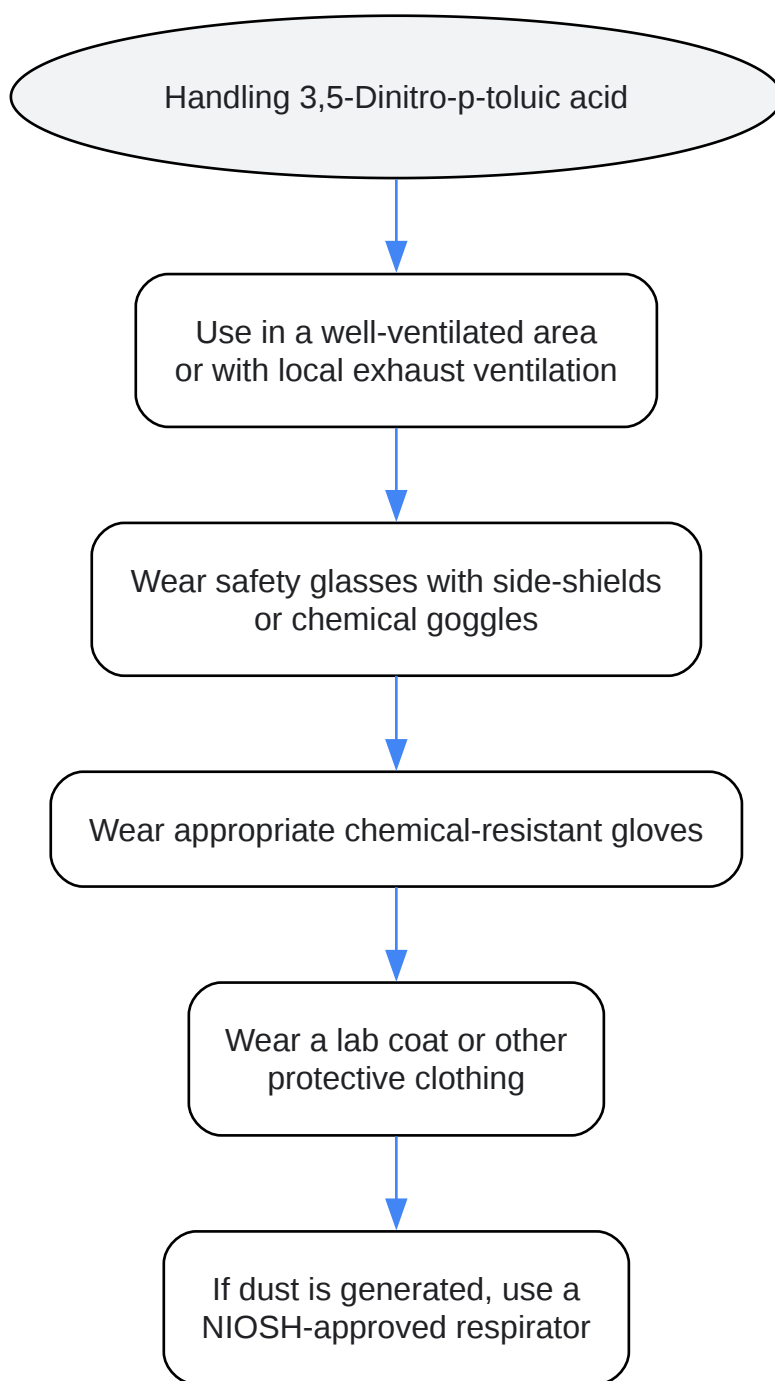 Handling 3,5-Dinitro-p-toluic acid
Use in a well-ventilated area
or with local exhaust ventilation
Wear safety glasses with side-shields
or chemical goggles
Wear appropriate chemical-resistant gloves
Wear a lab coat or other
protective clothing
If dust is generated, use a
NIOSH-approved respirator